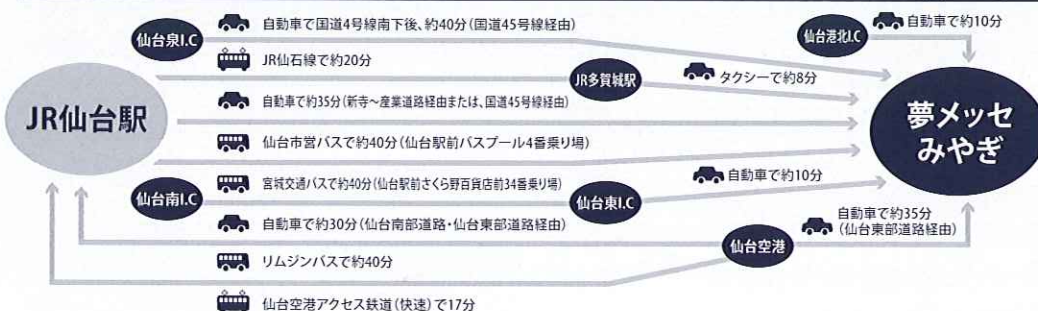 自動車で国道4号線南下後、約40分(国道45号線経由)
仙台泉I.C
仙台港北I.C
自動車で約10分
JR仙石線で約20分
JR多賀城駅
タクシーで約8分
JR仙台駅
自動車で約35分(新寺〜産業道路経由または、国道45号線経由)
夢メッセ
みやぎ
仙台市営バスで約40分(仙台駅前バスプール4番乗り場)
仙台南I.C
宮城交通バスで約40分(仙台駅前さくら野百貨店前34番乗り場)
仙台東I.C
自動車で約10分
自動車で約30分(仙台南部道路・仙台東部道路経由)
仙台空港
自動車で約35分
(仙台東部道路経由)
リムジンバスで約40分
仙台空港アクセス鉄道(快速)で17分